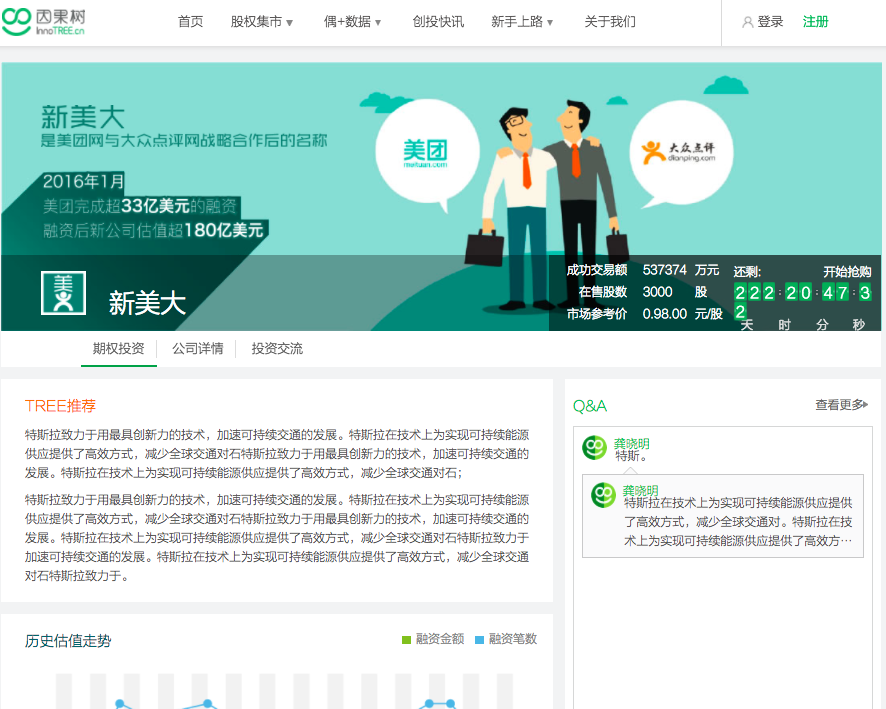 因果树
InnoTREE.cn
首页 股权集市 偶+数据 创投快讯 新手上路 关于我们 登录 注册
新美大
是美团网与大众点评网战略合作后的名称
2016年1月
美团完成超33亿美元的融资
融资后新公司估值超180亿美元
美团
meituan.com
大众点评
dianping.com
美
新美大
成功交易额 537374 万元
在售股数 3000 股
市场参考价 0.98.00 元/股
还剩: 开始抢购
222:20:47:3
2
天 时 分 秒
期权投资 公司详情 投资交流
TREE推荐
特斯拉致力于用最具创新力的技术，加速可持续交通的发展。特斯拉在技术上为实现可持续能源
供应提供了高效方式，减少全球交通对石特斯拉致力于用最具创新力的技术，加速可持续交通的
发展。特斯拉在技术上为实现可持续能源供应提供了高效方式，减少全球交通对石；
特斯拉致力于用最具创新力的技术，加速可持续交通的发展。特斯拉在技术上为实现可持续能源
供应提供了高效方式，减少全球交通对石特斯拉致力于用最具创新力的技术，加速可持续交通的
发展。特斯拉在技术上为实现可持续能源供应提供了高效方式，减少全球交通对石特斯拉致力于
加速可持续交通的发展。特斯拉在技术上为实现可持续能源供应提供了高效方式，减少全球交通
对石特斯拉致力于。
历史估值走势
融资金额 融资笔数
Q&A 查看更多
龚晓明
特斯。
龚晓明
特斯拉在技术上为实现可持续能源供应提供
了高效方式，减少全球交通对。特斯拉在技
术上为实现可持续能源供应提供了高效方…